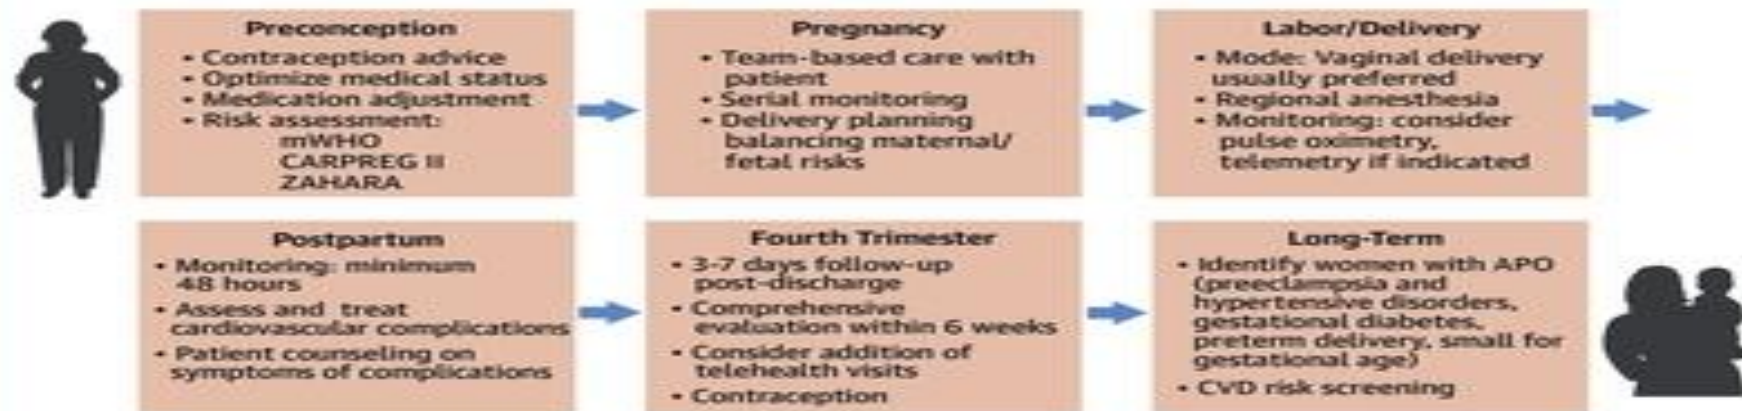 Preconception
• Contraception advice
• Optimize medical status
• Medication adjustment
• Risk assessment:
mWHO
CARPREG II
ZAHARA
Pregnancy
• Team-based care with
patient
• Serial monitoring
• Delivery planning
balancing maternal/
fetal risks
Labor/Delivery
• Mode: Vaginal delivery
usually preferred
• Regional anesthesia
• Monitoring: consider
pulse oximetry,
telemetry if indicated
Postpartum
• Monitoring: minimum
48 hours
• Assess and treat
cardiovascular complications
• Patient counseling on
symptoms of complications
Fourth Trimester
• 3-7 days follow-up
post-discharge
• Comprehensive
evaluation within 6 weeks
• Consider addition of
telehealth visits
• Contraception
Long-Term
• Identify women with APO
(preeclampsia and
hypertensive disorders,
gestational diabetes,
preterm delivery, small for
gestational age)
• CVD risk screening